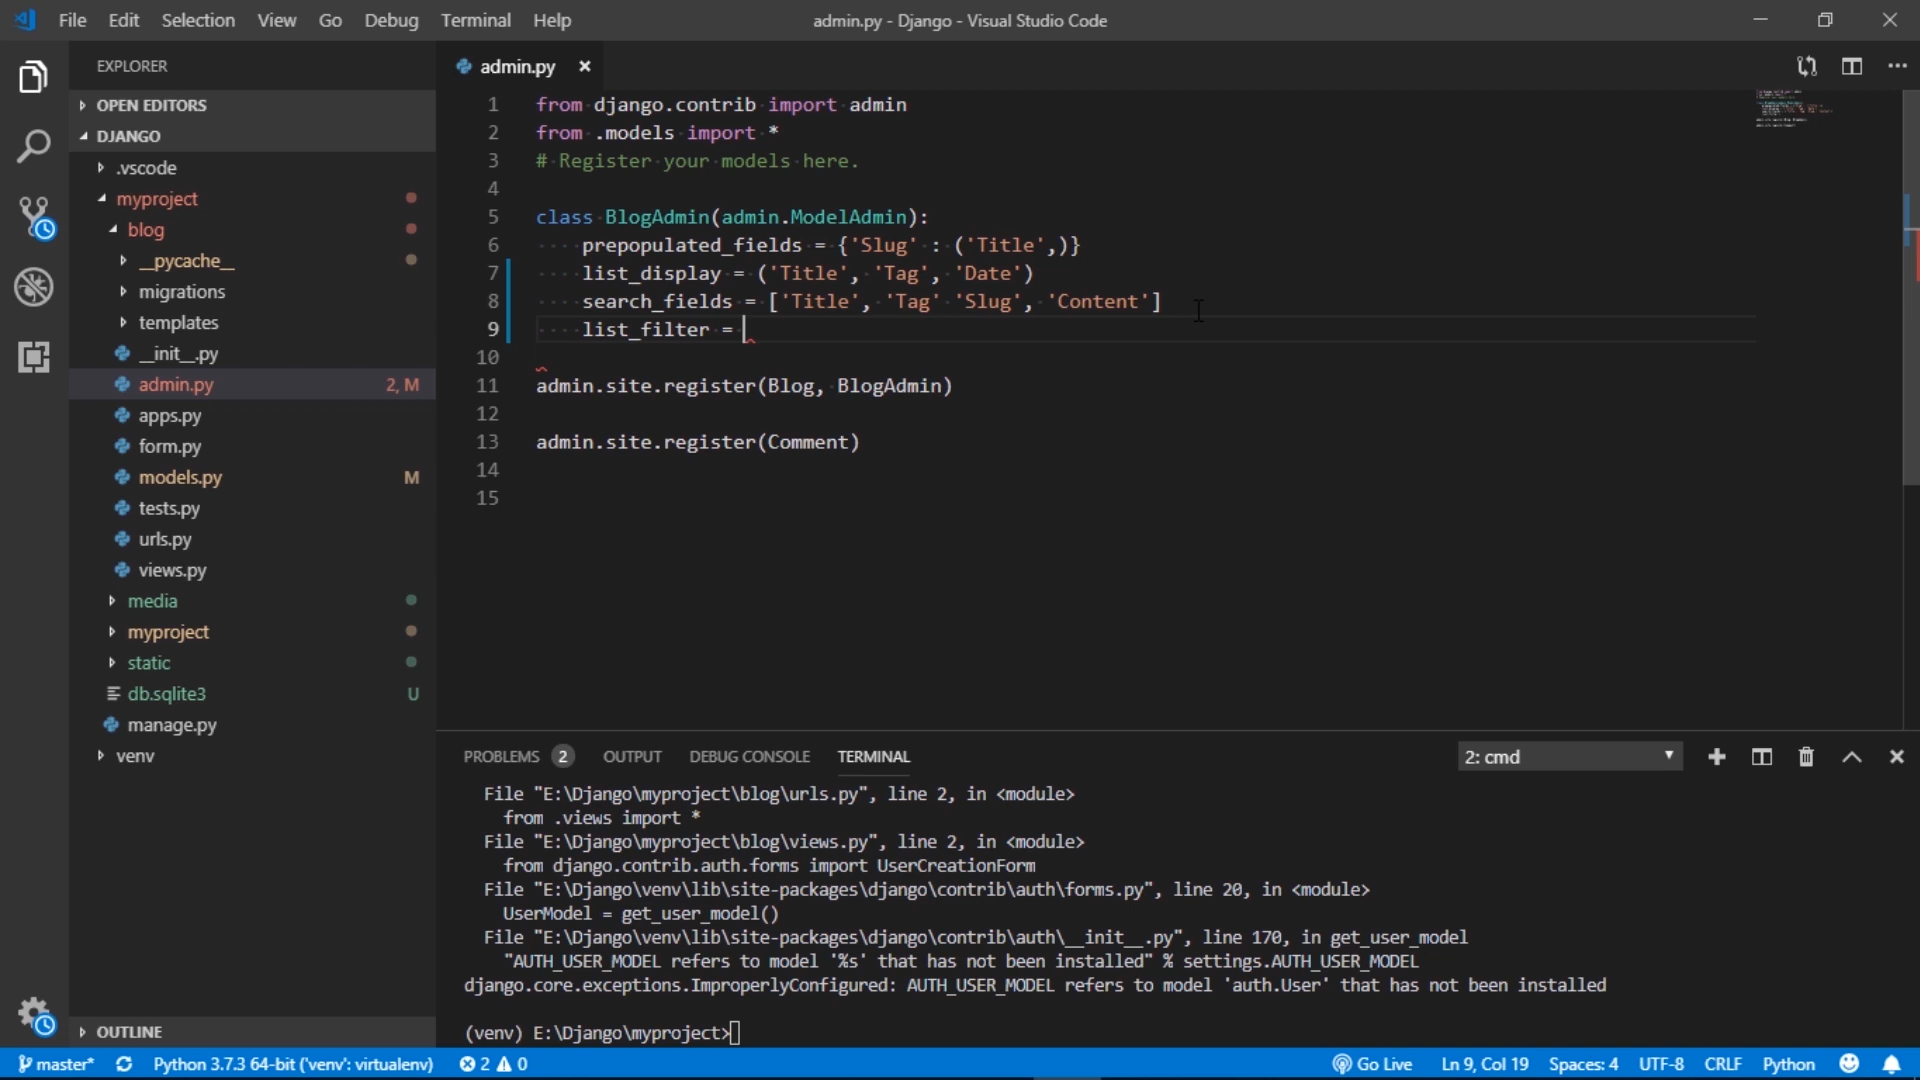 File Edit Selection View Go Debug Terminal Help
admin.py - Django - Visual Studio Code
EXPLORER
OPEN EDITORS
DJANGO
.vscode
myproject
blog
__pycache__
migrations
templates
__init__.py
admin.py 2, M
apps.py
form.py
models.py M
tests.py
urls.py
views.py
media
myproject
static
db.sqlite3 U
manage.py
venv
OUTLINE
admin.py
1 from django.contrib import admin
2 from .models import *
3 # Register your models here.
4
5 class BlogAdmin(admin.ModelAdmin):
6 prepopulated_fields = {'Slug' : ('Title',)}
7 list_display = ('Title', 'Tag', 'Date')
8 search_fields = ['Title', 'Tag' 'Slug', 'Content']
9 list_filter =
10
11 admin.site.register(Blog, BlogAdmin)
12
13 admin.site.register(Comment)
14
15
PROBLEMS 2 OUTPUT DEBUG CONSOLE TERMINAL 2: cmd
File "E:\Django\myproject\blog\urls.py", line 2, in <module>
from .views import *
File "E:\Django\myproject\blog\views.py", line 2, in <module>
from django.contrib.auth.forms import UserCreationForm
File "E:\Django\venv\lib\site-packages\django\contrib\auth\forms.py", line 20, in <module>
UserModel = get_user_model()
File "E:\Django\venv\lib\site-packages\django\contrib\auth\__init__.py", line 170, in get_user_model
"AUTH_USER_MODEL refers to model '%s' that has not been installed" % settings.AUTH_USER_MODEL
django.core.exceptions.ImproperlyConfigured: AUTH_USER_MODEL refers to model 'auth.User' that has not been installed
(venv) E:\Django\myproject>
master* Python 3.7.3 64-bit ('venv': virtualenv) 2 0 Go Live Ln 9, Col 19 Spaces: 4 UTF-8 CRLF Python